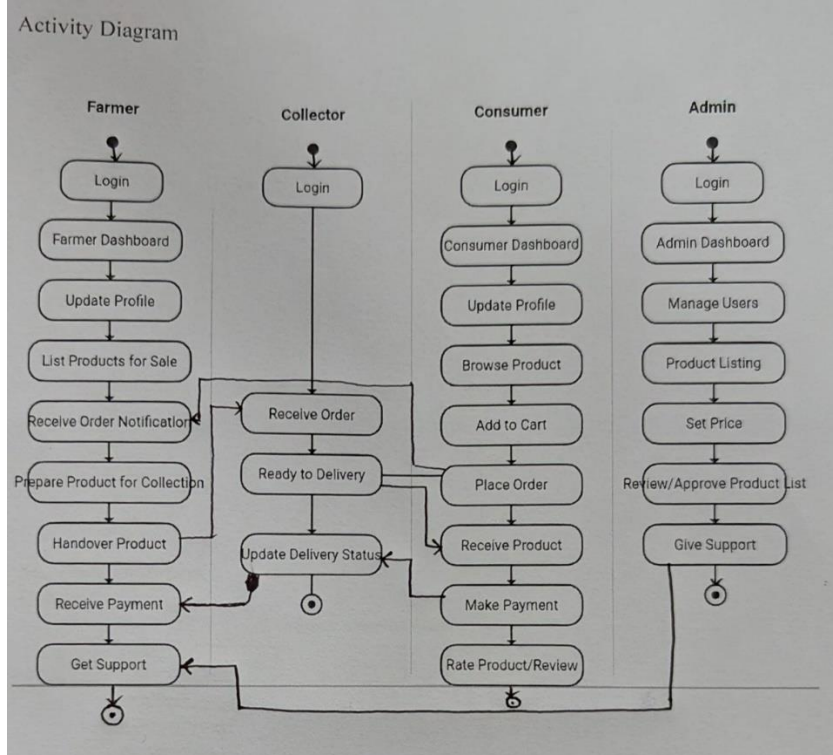 Activity Diagram
Farmer
Collector
Consumer
Admin
Login
Login
Login
Login
Farmer Dashboard
Consumer Dashboard
Admin Dashboard
Update Profile
Update Profile
Manage Users
List Products for Sale
Browse Product
Product Listing
Receive Order Notification
Receive Order
Add to Cart
Set Price
Prepare Product for Collection
Ready to Delivery
Place Order
Review/Approve Product List
Handover Product
Update Delivery Status
Receive Product
Give Support
Receive Payment
Make Payment
Get Support
Rate Product/Review